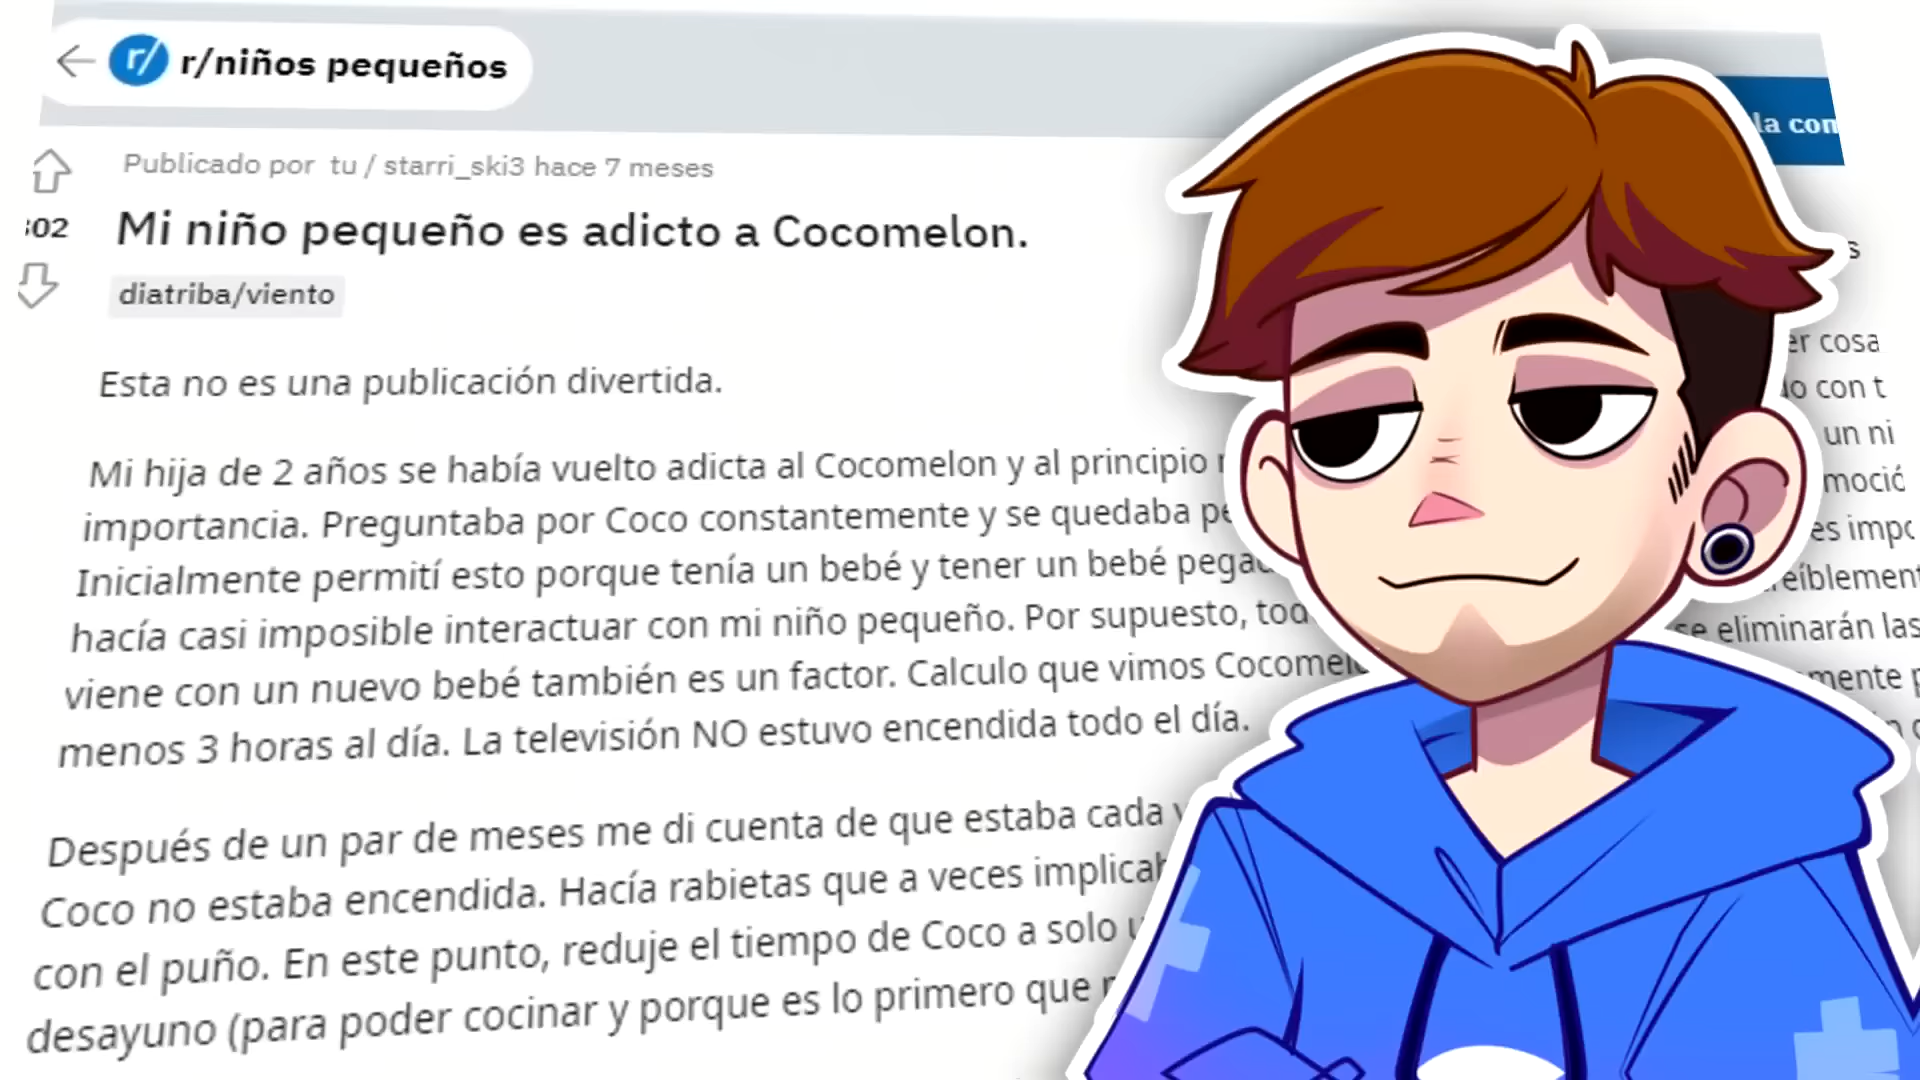 r/ r/niños pequeños
la com
Publicado por tu / starri_ski3 hace 7 meses
302
Mi niño pequeño es adicto a Cocomelon.
diatriba/viento
Esta no es una publicación divertida.
Mi hija de 2 años se había vuelto adicta al Cocomelon y al principio
importancia. Preguntaba por Coco constantemente y se quedaba
Inicialmente permití esto porque tenía un bebé y tener un bebé
hacía casi imposible interactuar con mi niño pequeño. Por supuesto,
viene con un nuevo bebé también es un factor. Calculo que vimos
menos 3 horas al día. La televisión NO estuvo encendida todo el día.
Después de un par de meses me di cuenta de que estaba cada
Coco no estaba encendida. Hacía rabietas que a veces
con el puño. En este punto, reduje el tiempo de Coco a solo
desayuno (para poder cocinar y porque es lo primero que
cosa
con t
un ni
se eliminarán las